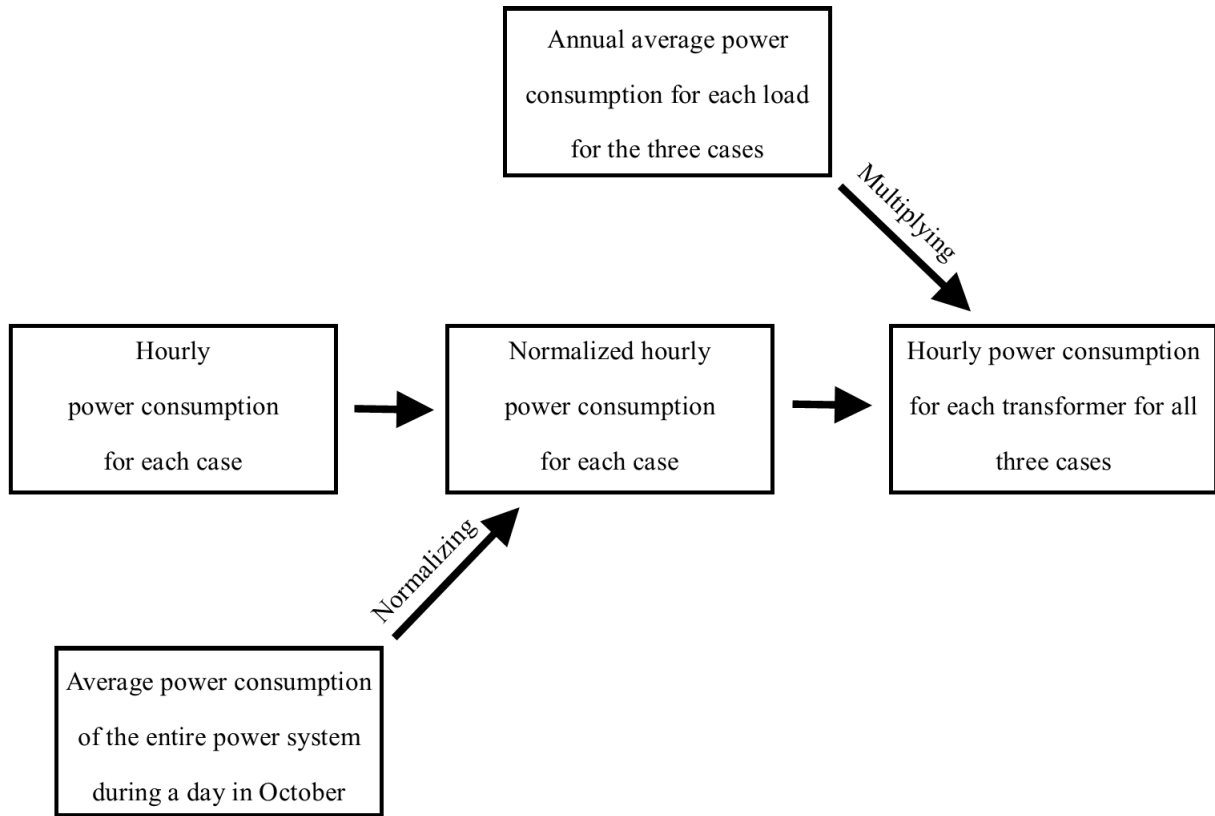 Annual average power
consumption for each load
for the three cases
Multiplying
Hourly
power consumption
for each case
Normalized hourly
power consumption
for each case
Hourly power consumption
for each transformer for all
three cases
Normalizing
Average power consumption
of the entire power system
during a day in October